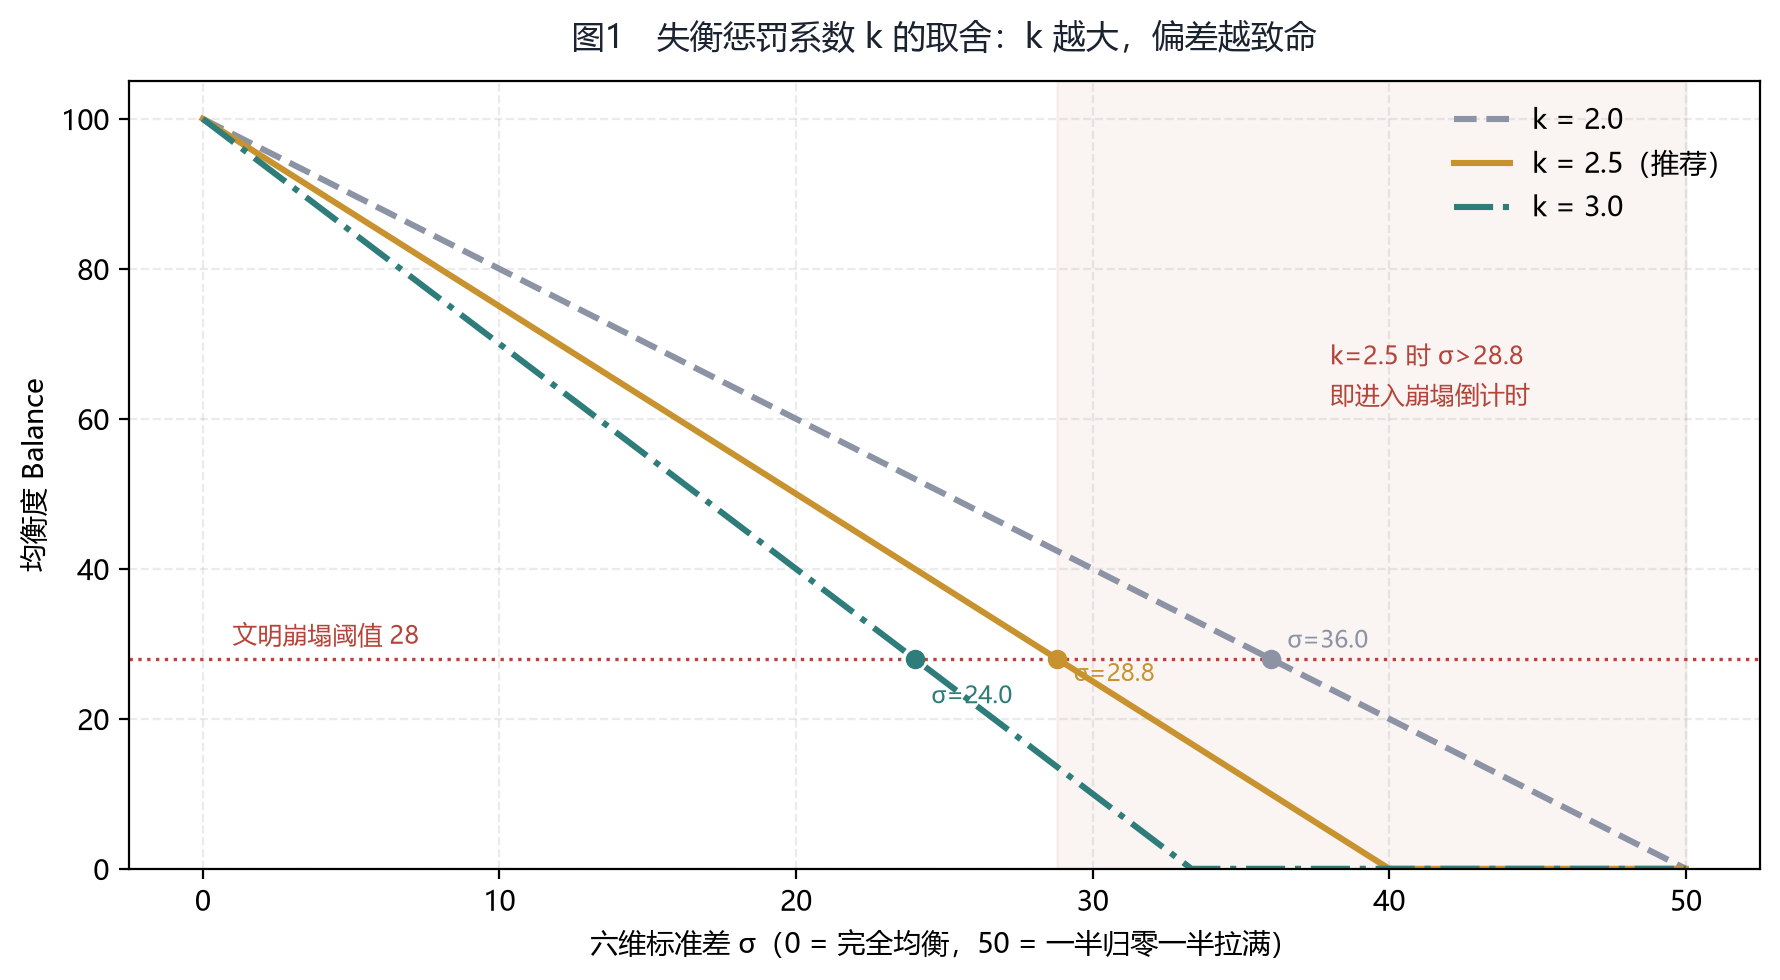 图1　失衡惩罚系数 k 的取舍：k 越大，偏差越致命
k = 2.0
k = 2.5（推荐）
k = 3.0
k=2.5 时 σ>28.8
即进入崩塌倒计时
文明崩塌阈值 28
σ=36.0
σ=28.8
σ=24.0
均衡度 Balance
100
80
60
40
20
0
0 10 20 30 40 50
六维标准差 σ（0 = 完全均衡，50 = 一半归零一半拉满）